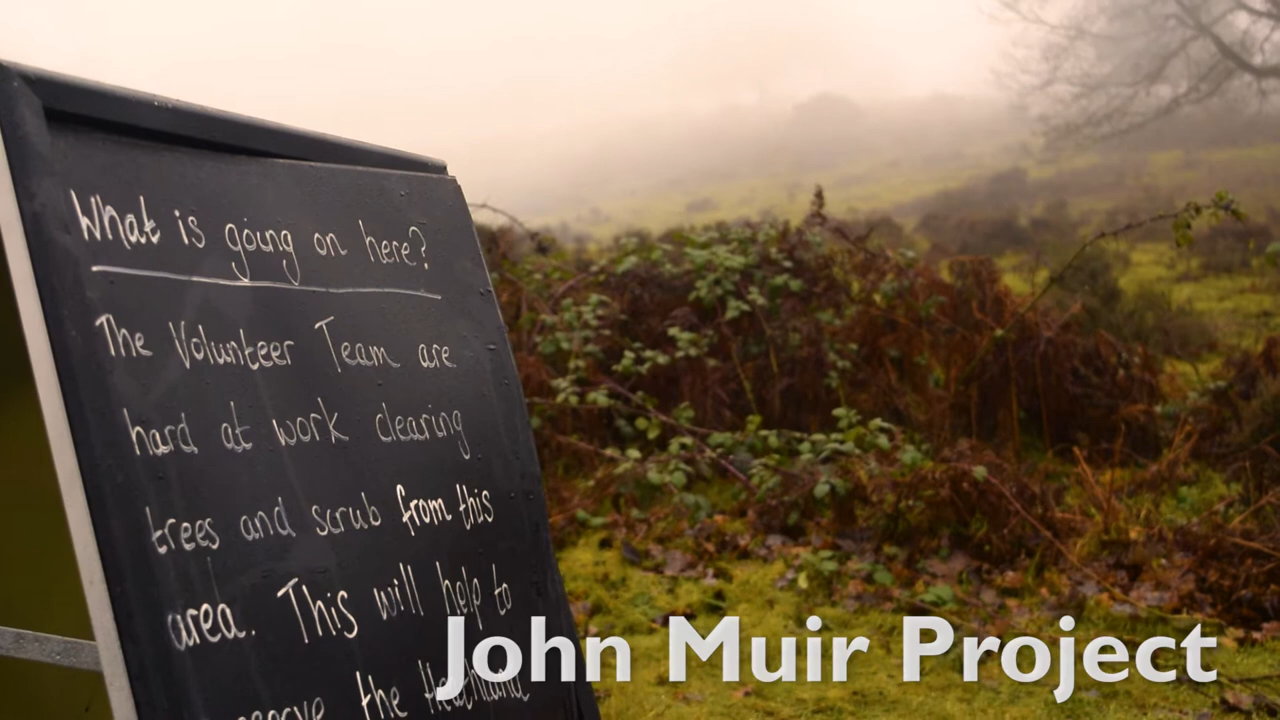 What is going on here?
The Volunteer Team are
hard at work clearing
trees and scrub from this
area. This will help to
the Heathland
John Muir Project